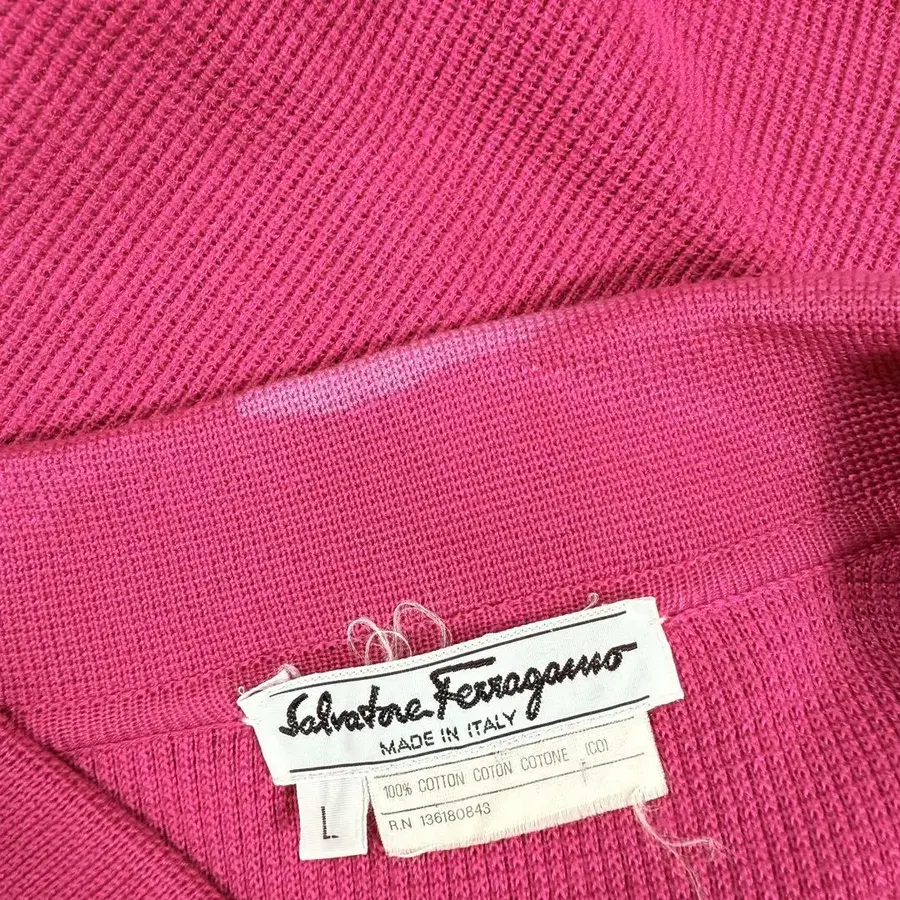 Salvatore Ferragamo
MADE IN ITALY
100% COTTON COTON COTONE (CO)
R.N 136180843
L